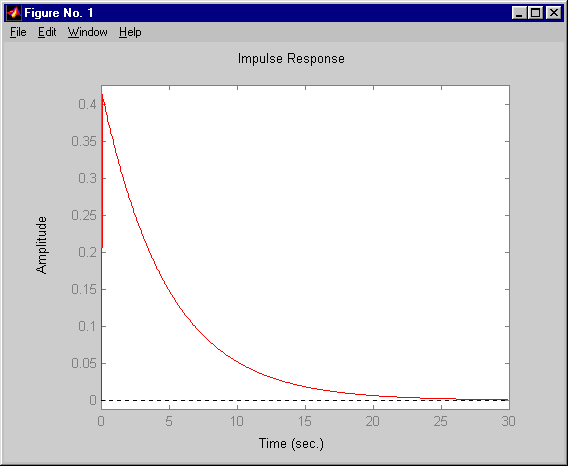 Figure No. 1
File Edit Window Help
Impulse Response
Amplitude
0.4
0.35
0.3
0.25
0.2
0.15
0.1
0.05
0
0 5 10 15 20 25 30
Time (sec.)